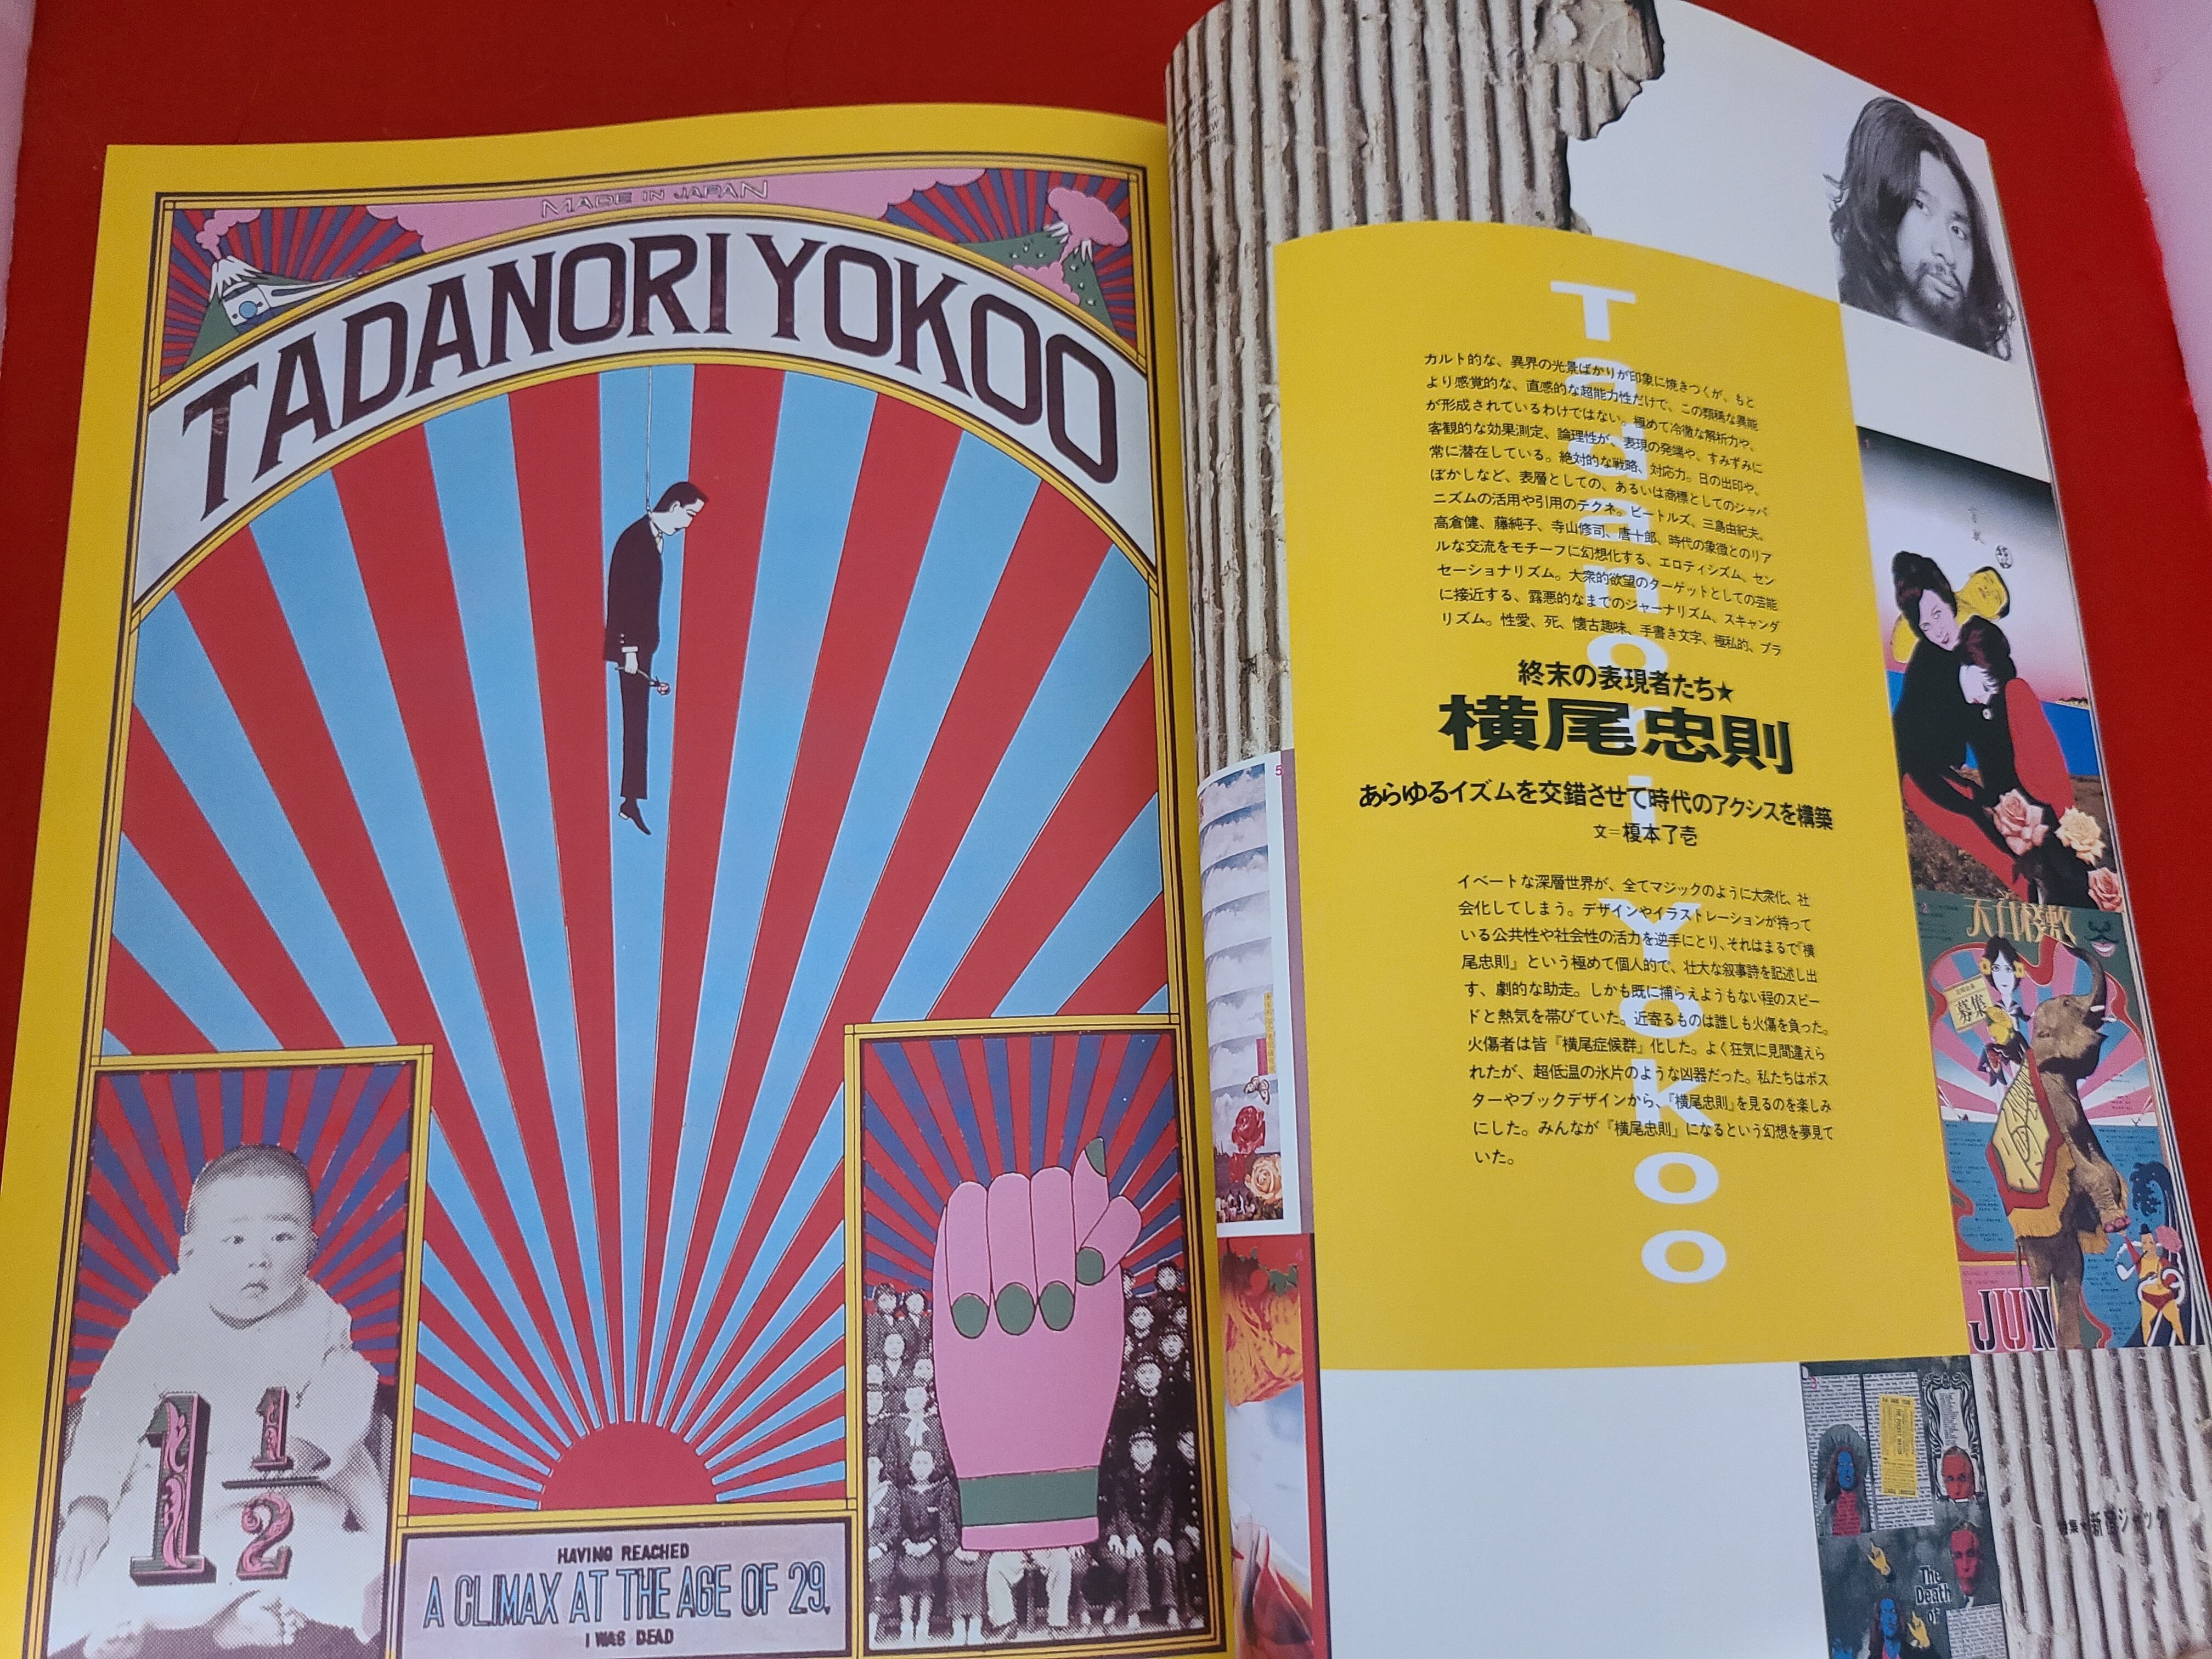 MADE IN JAPAN
TADANORI YOKOO
1 1/2
HAVING REACHED
A CLIMAX AT THE AGE OF 29,
I WAS DEAD
Tadanori Yokoo
カルト的な、異界の光景ばかりが印象に焼きつくが、もと
より感覚的な、直感的な超能力性だけで、この類稀な異能
が形成されているわけではない。極めて冷徹な解析力や、
客観的な効果測定、論理性が、表現の発端や、すみずみに
常に潜在している。絶対的な戦略、対応力。日の出印や、
ぼかしなど、表層としての、あるいは商標としてのジャパ
ニズムの活用や引用のテクネ。ビートルズ、三島由紀夫、
高倉健、藤純子、寺山修司、唐十郎、時代の象徴とのリア
ルな交流をモチーフに幻想化する、エロティシズム、セン
セーショナリズム。大衆的欲望のターゲットとしての芸能
に接近する、露悪的なまでのジャーナリズム、スキャンダ
リズム。性愛、死、懐古趣味、手書き文字、極私的、プラ
終末の表現者たち★
横尾忠則
あらゆるイズムを交錯させて時代のアクシスを構築
文＝榎本了壱
イベートな深層世界が、全てマジックのように大衆化、社
会化してしまう。デザインやイラストレーションが持って
いる公共性や社会性の活力を逆手にとり、それはまるで『横
尾忠則』という極めて個人的で、壮大な叙事詩を記述し出
す、劇的な助走。しかも既に捕らえようもない程のスピー
ドと熱気を帯びていた。近寄るものは誰しも火傷を負った。
火傷者は皆『横尾症候群』化した。よく狂気に見間違えら
れたが、超低温の氷片のような凶器だった。私たちはポス
ターやブックデザインから、『横尾忠則』を見るのを楽しみ
にした。みんなが『横尾忠則』になるという幻想を夢見て
いた。
1
2
天井桟敷
募集
JUN
3
The
Death
of
4
5
特集★新宿ジャック